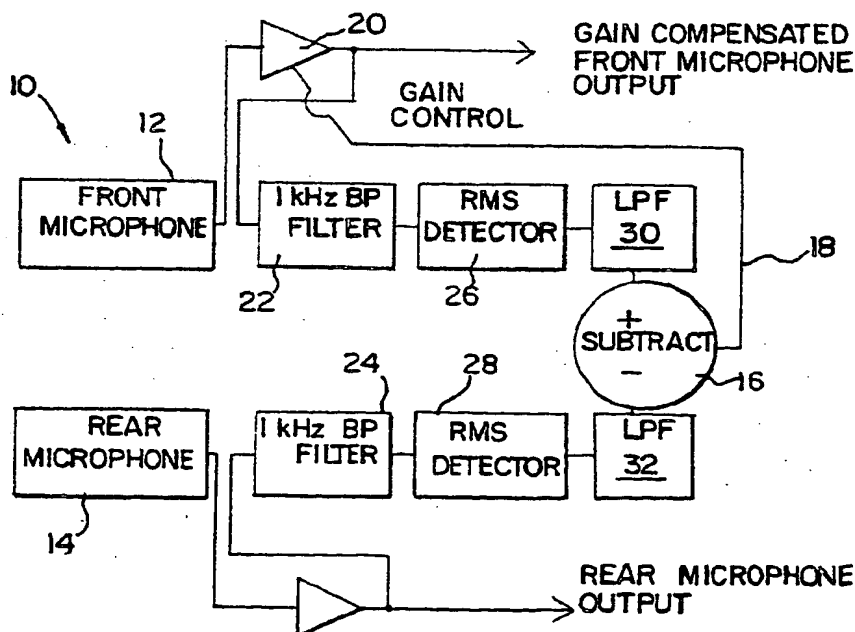 20
GAIN COMPENSATED
FRONT MICROPHONE
OUTPUT
10
GAIN
CONTROL
12
FRONT
MICROPHONE
1 kHz BP
FILTER
22
RMS
DETECTOR
26
LPF
30
18
+
SUBTRACT
-
16
REAR
MICROPHONE
14
24
1 kHz BP
FILTER
28
RMS
DETECTOR
LPF
32
REAR MICROPHONE
OUTPUT